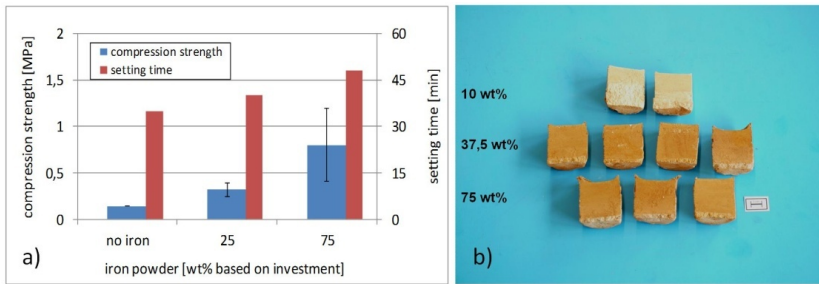 compression strength [MPa]
2
1,5
1
0,5
0
compression strength
setting time
60
45
30
15
0
setting time [min]
no iron 25 75
a) iron powder [wt% based on investment]
10 wt%
37,5 wt%
75 wt%
b)